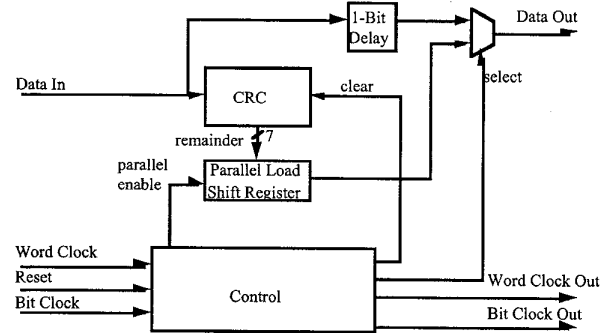 1-Bit
Delay
Data Out
Data In
CRC
clear
select
remainder
7
parallel
enable
Parallel Load
Shift Register
Word Clock
Reset
Bit Clock
Control
Word Clock Out
Bit Clock Out